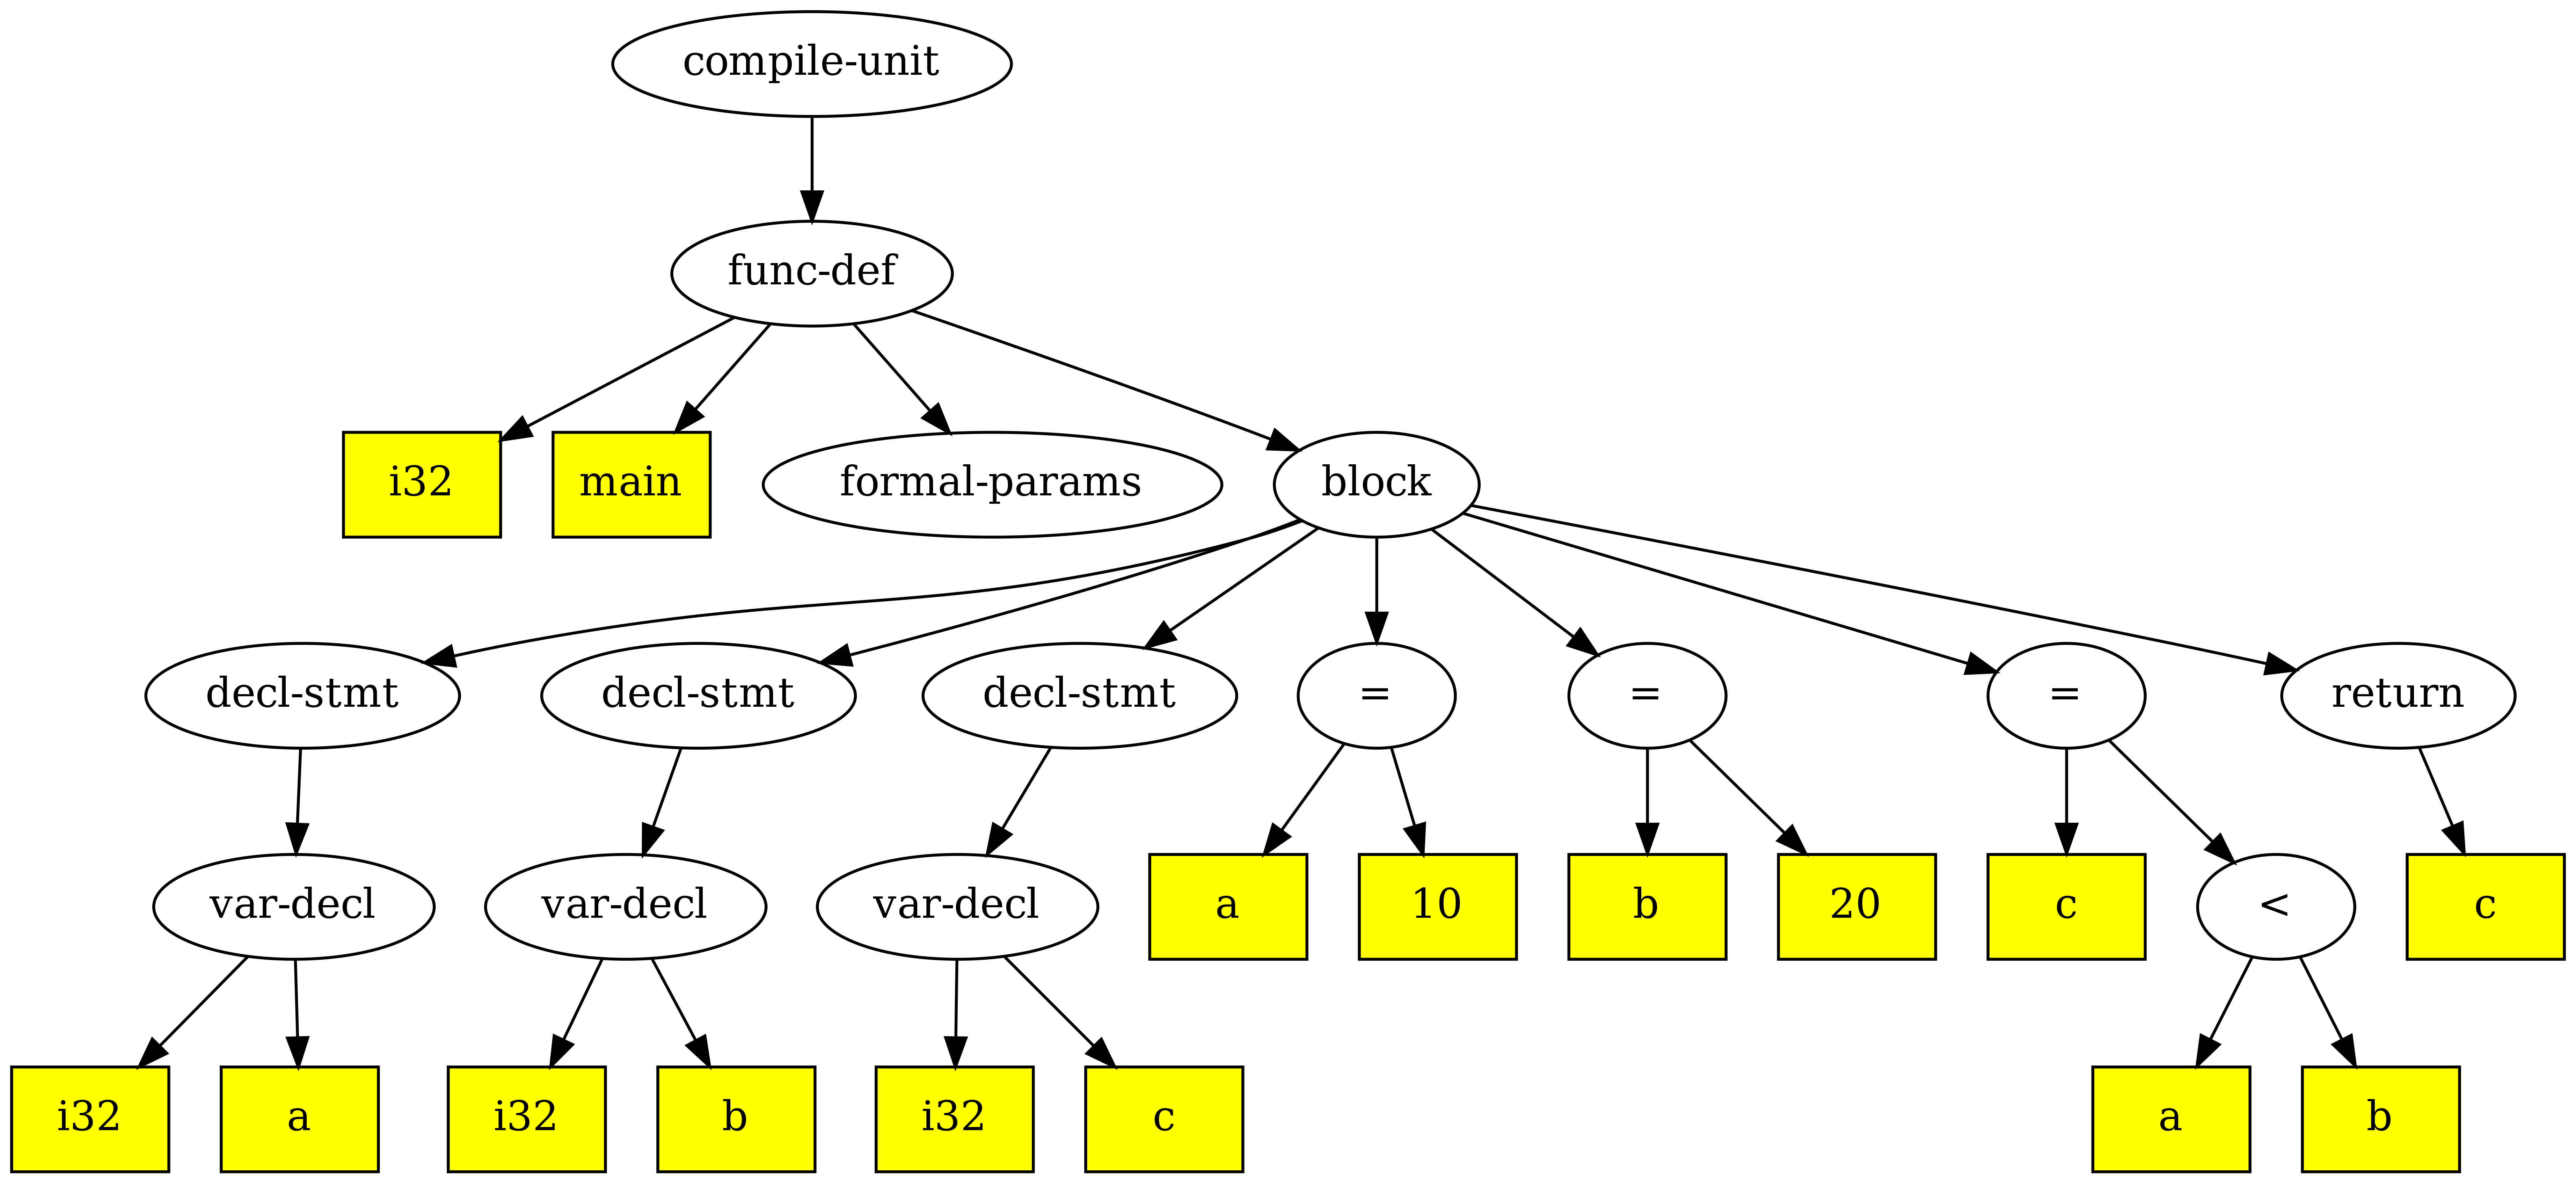 compile-unit
func-def
i32 main formal-params block
decl-stmt decl-stmt decl-stmt = = = return
var-decl var-decl var-decl a 10 b 20 c < c
i32 a i32 b i32 c a b